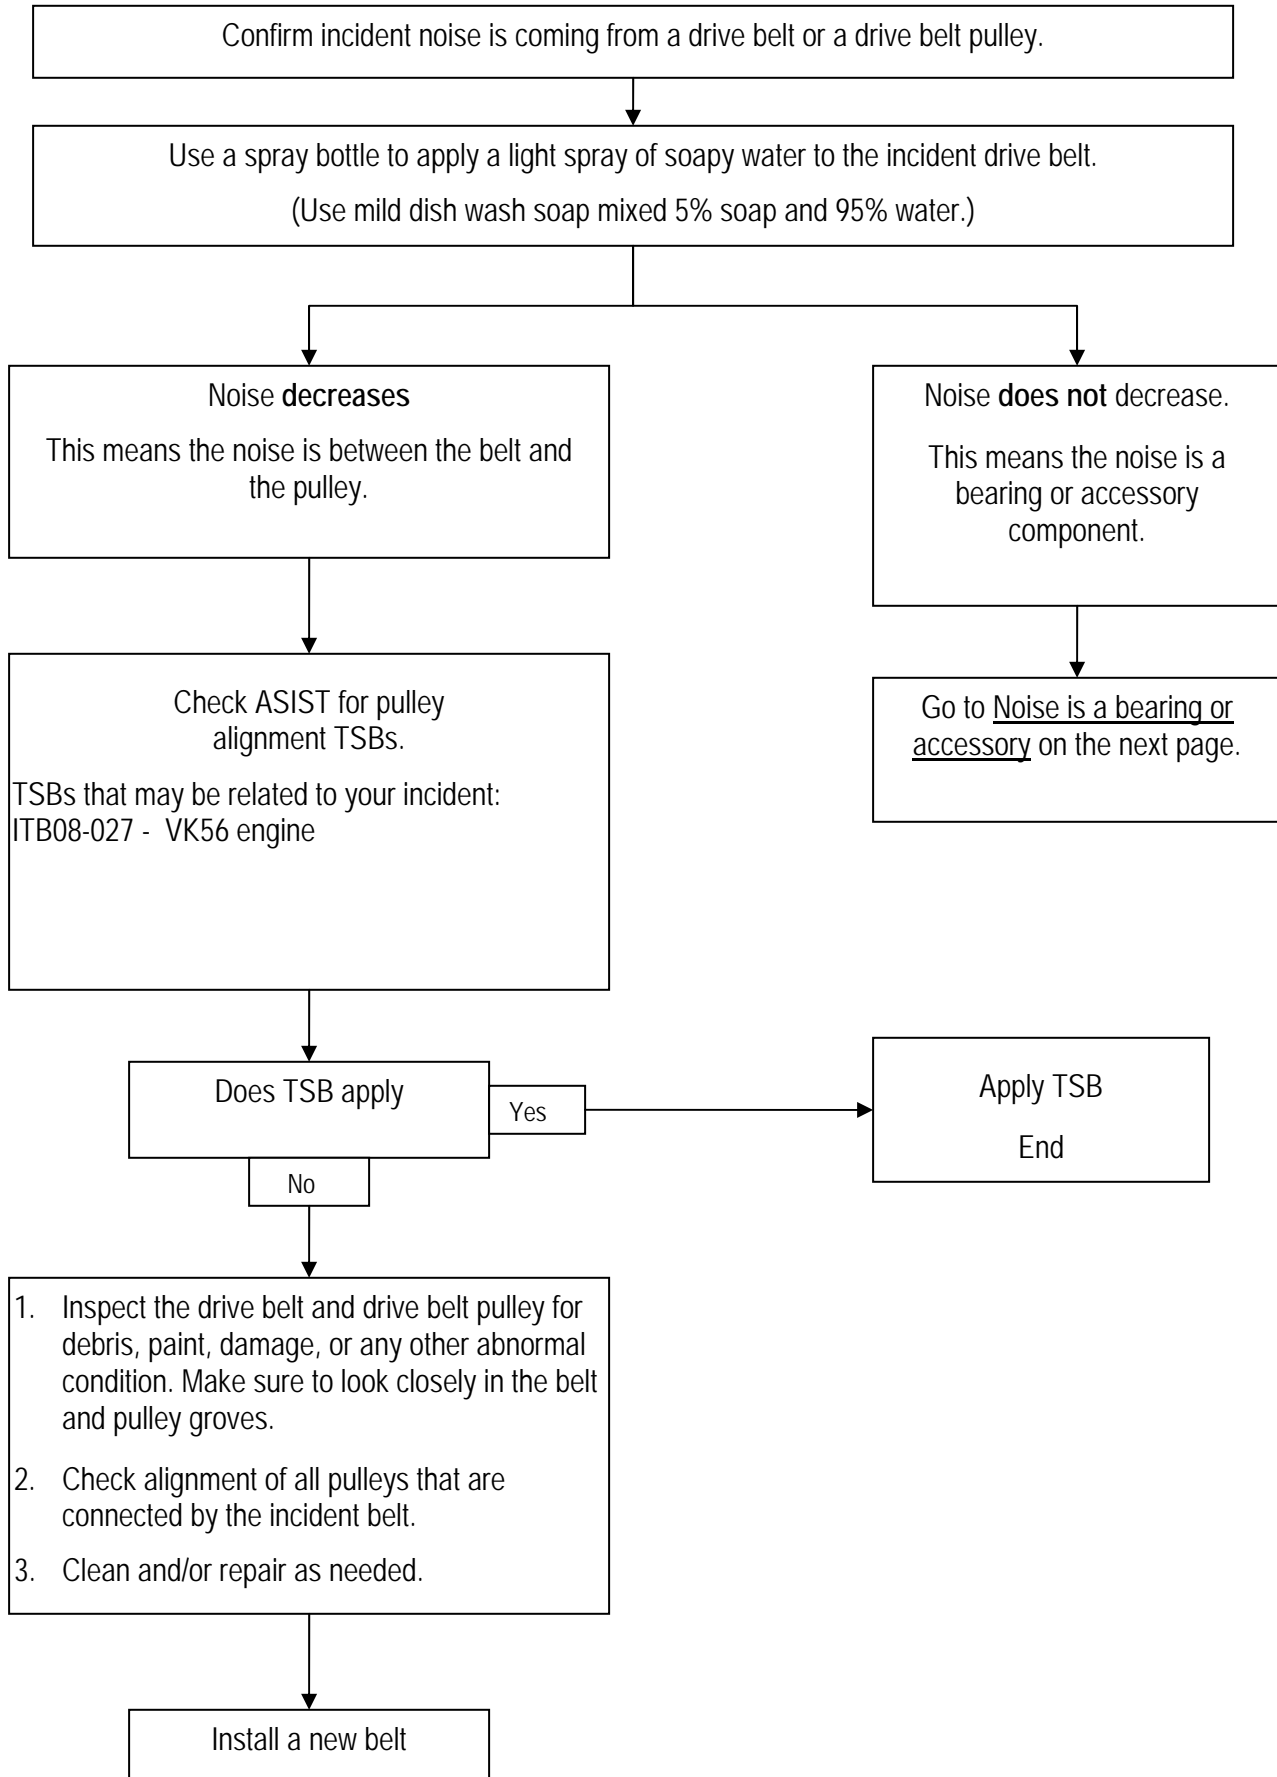 Confirm incident noise is coming from a drive belt or a drive belt pulley.
Use a spray bottle to apply a light spray of soapy water to the incident drive belt.
(Use mild dish wash soap mixed 5% soap and 95% water.)
Noise decreases
This means the noise is between the belt and
the pulley.
Noise does not decrease.
This means the noise is a
bearing or accessory
component.
Check ASIST for pulley
alignment TSBs.
TSBs that may be related to your incident:
ITB08-027 - VK56 engine
Go to Noise is a bearing or
accessory on the next page.
Does TSB apply
Yes
Apply TSB
End
No
1. Inspect the drive belt and drive belt pulley for
debris, paint, damage, or any other abnormal
condition. Make sure to look closely in the belt
and pulley groves.
2. Check alignment of all pulleys that are
connected by the incident belt.
3. Clean and/or repair as needed.
Install a new belt